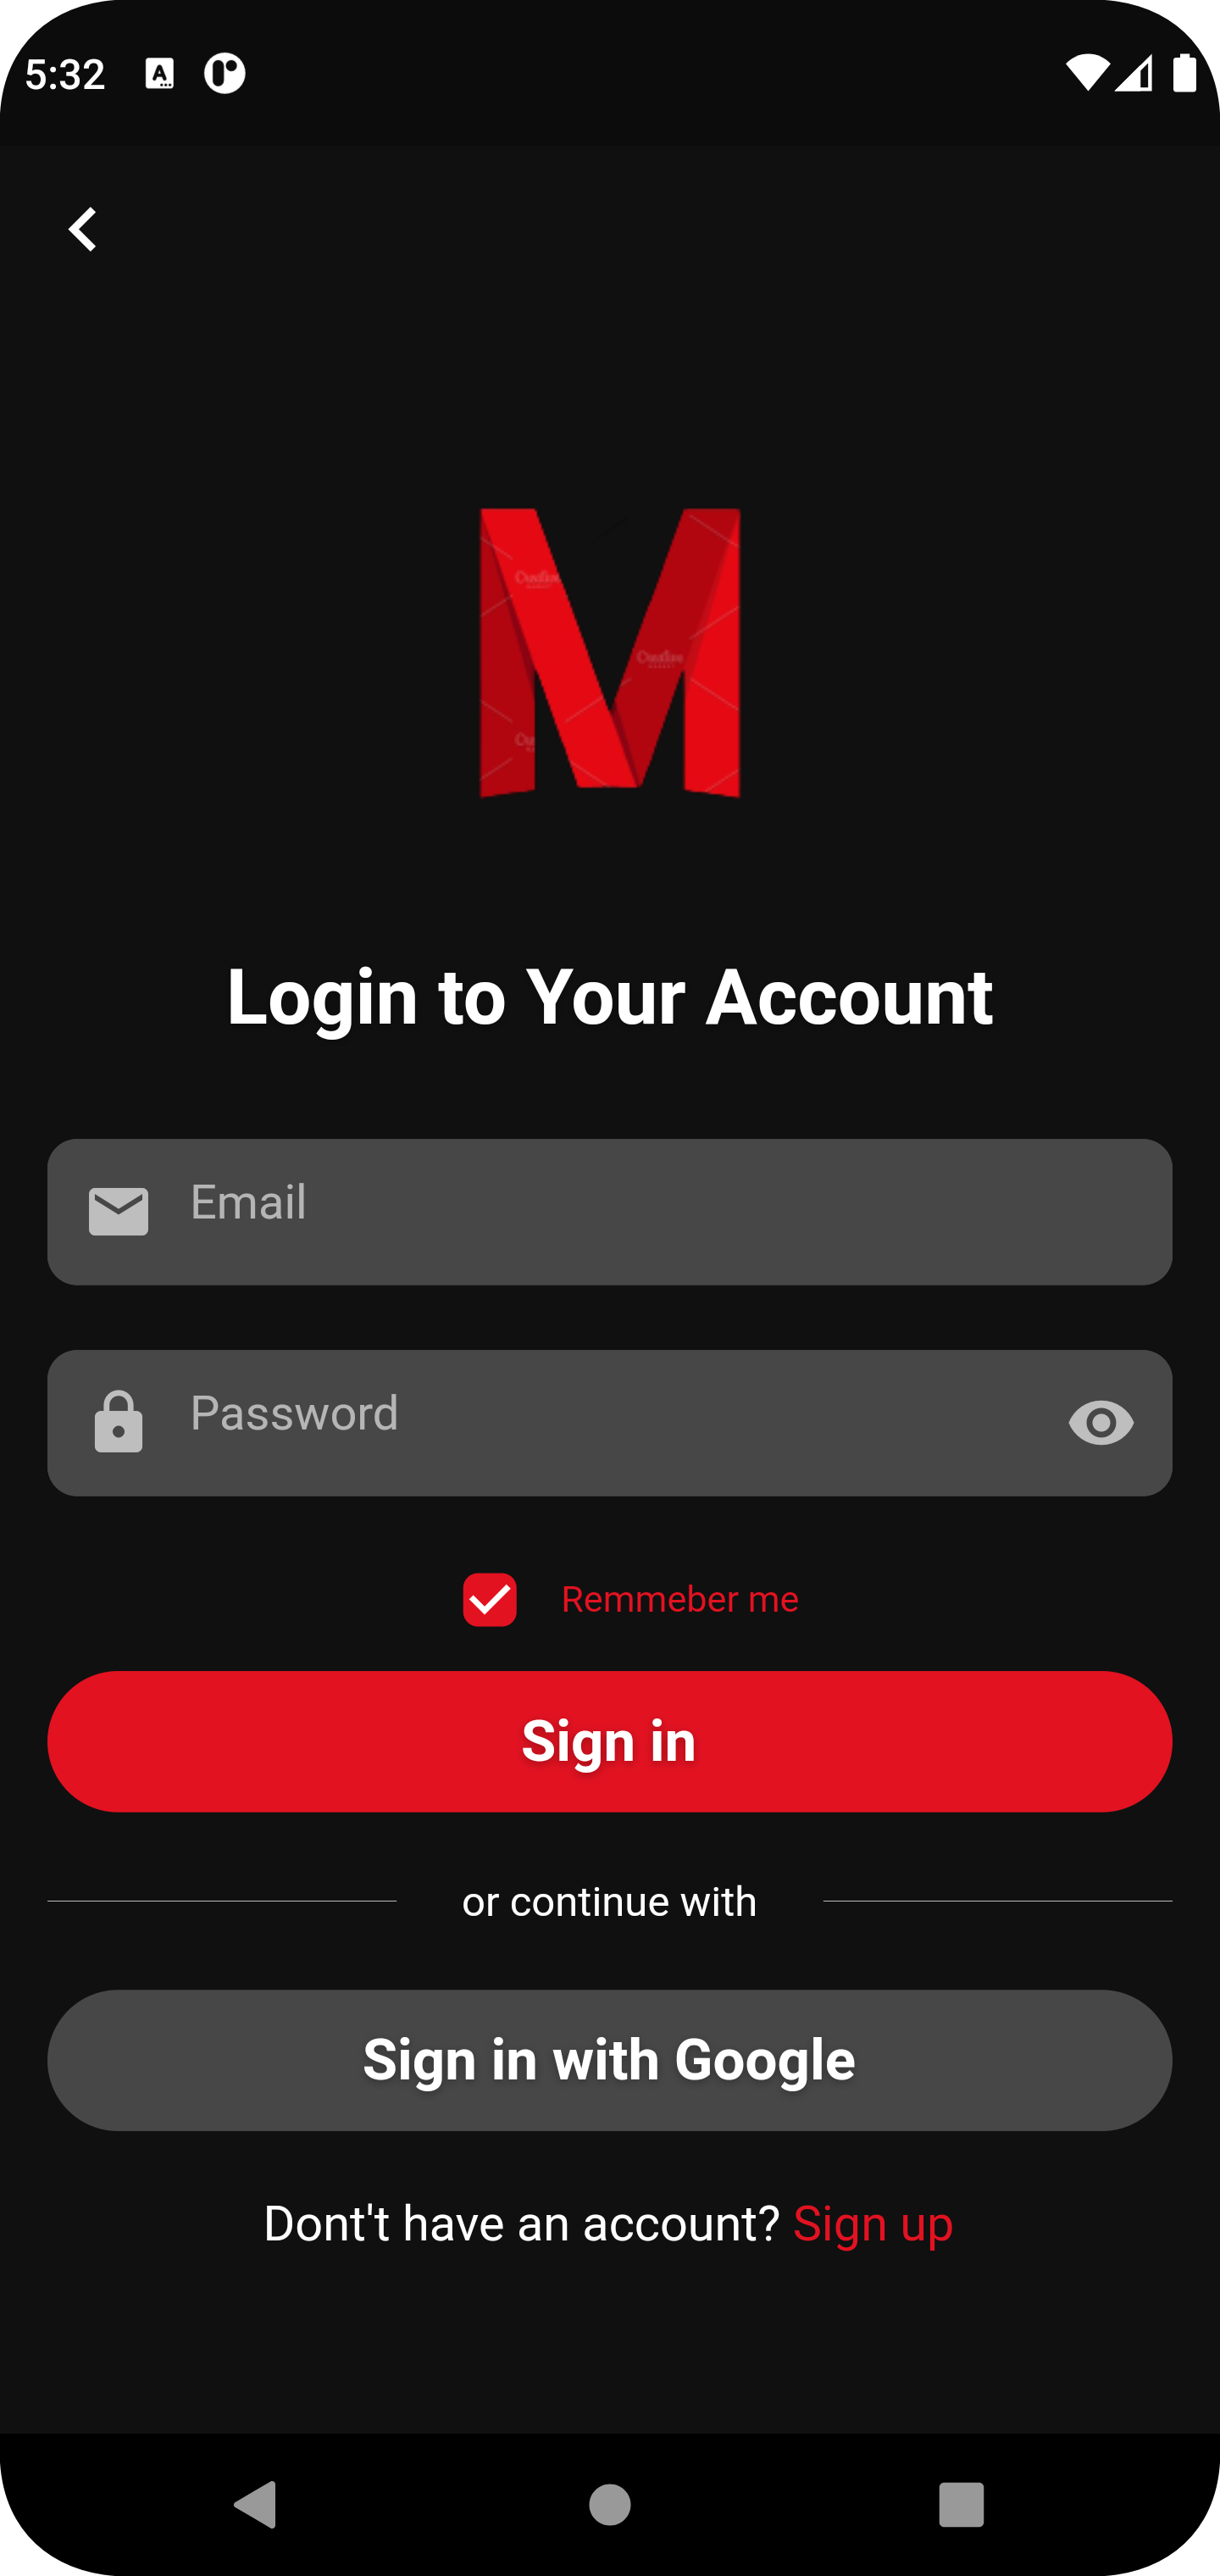 5:32
Login to Your Account
Email
Password
Remmeber me
Sign in
or continue with
Sign in with Google
Dont't have an account? Sign up